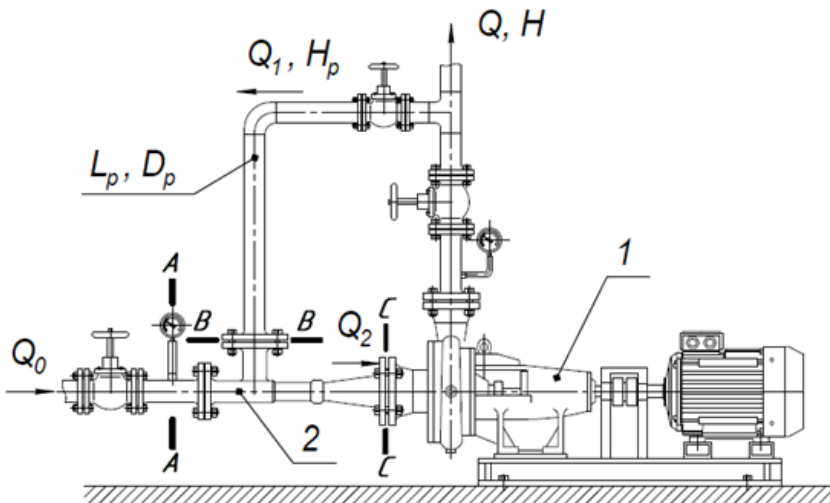 Q, H
Q₁, Hₚ
Lₚ, Dₚ
1
A
B B
C
Q₂
Q₀
2
A
C